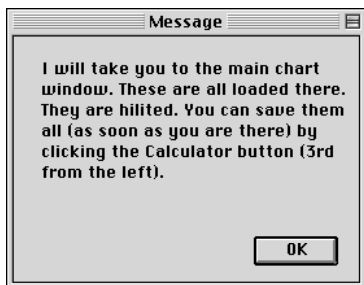 Message
I will take you to the main chart
window. These are all loaded there.
They are hilited. You can save them
all (as soon as you are there) by
clicking the Calculator button (3rd
from the left).
OK